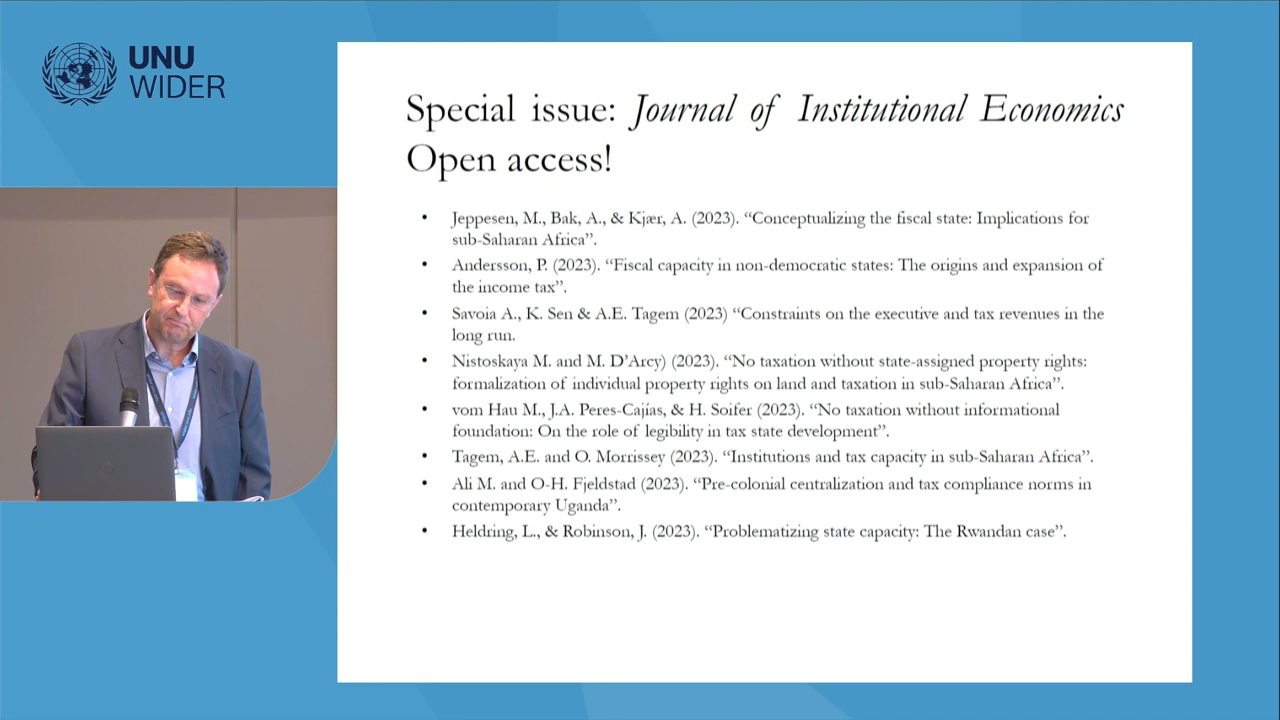 UNU
WIDER
Special issue: Journal of Institutional Economics
Open access!
• Jeppesen, M., Bak, A., & Kjær, A. (2023). “Conceptualizing the fiscal state: Implications for
sub-Saharan Africa”.
• Andersson, P. (2023). “Fiscal capacity in non-democratic states: The origins and expansion of
the income tax”.
• Savoia A., K. Sen & A.E. Tagem (2023) “Constraints on the executive and tax revenues in the
long run.
• Nistoskaya M. and M. D’Arcy) (2023). “No taxation without state-assigned property rights:
formalization of individual property rights on land and taxation in sub-Saharan Africa”.
• vom Hau M., J.A. Peres-Cajías, & H. Soifer (2023). “No taxation without informational
foundation: On the role of legibility in tax state development”.
• Tagem, A.E. and O. Morrissey (2023). “Institutions and tax capacity in sub-Saharan Africa”.
• Ali M. and O-H. Fjeldstad (2023). “Pre-colonial centralization and tax compliance norms in
contemporary Uganda”.
• Heldring, L., & Robinson, J. (2023). “Problematizing state capacity: The Rwandan case”.